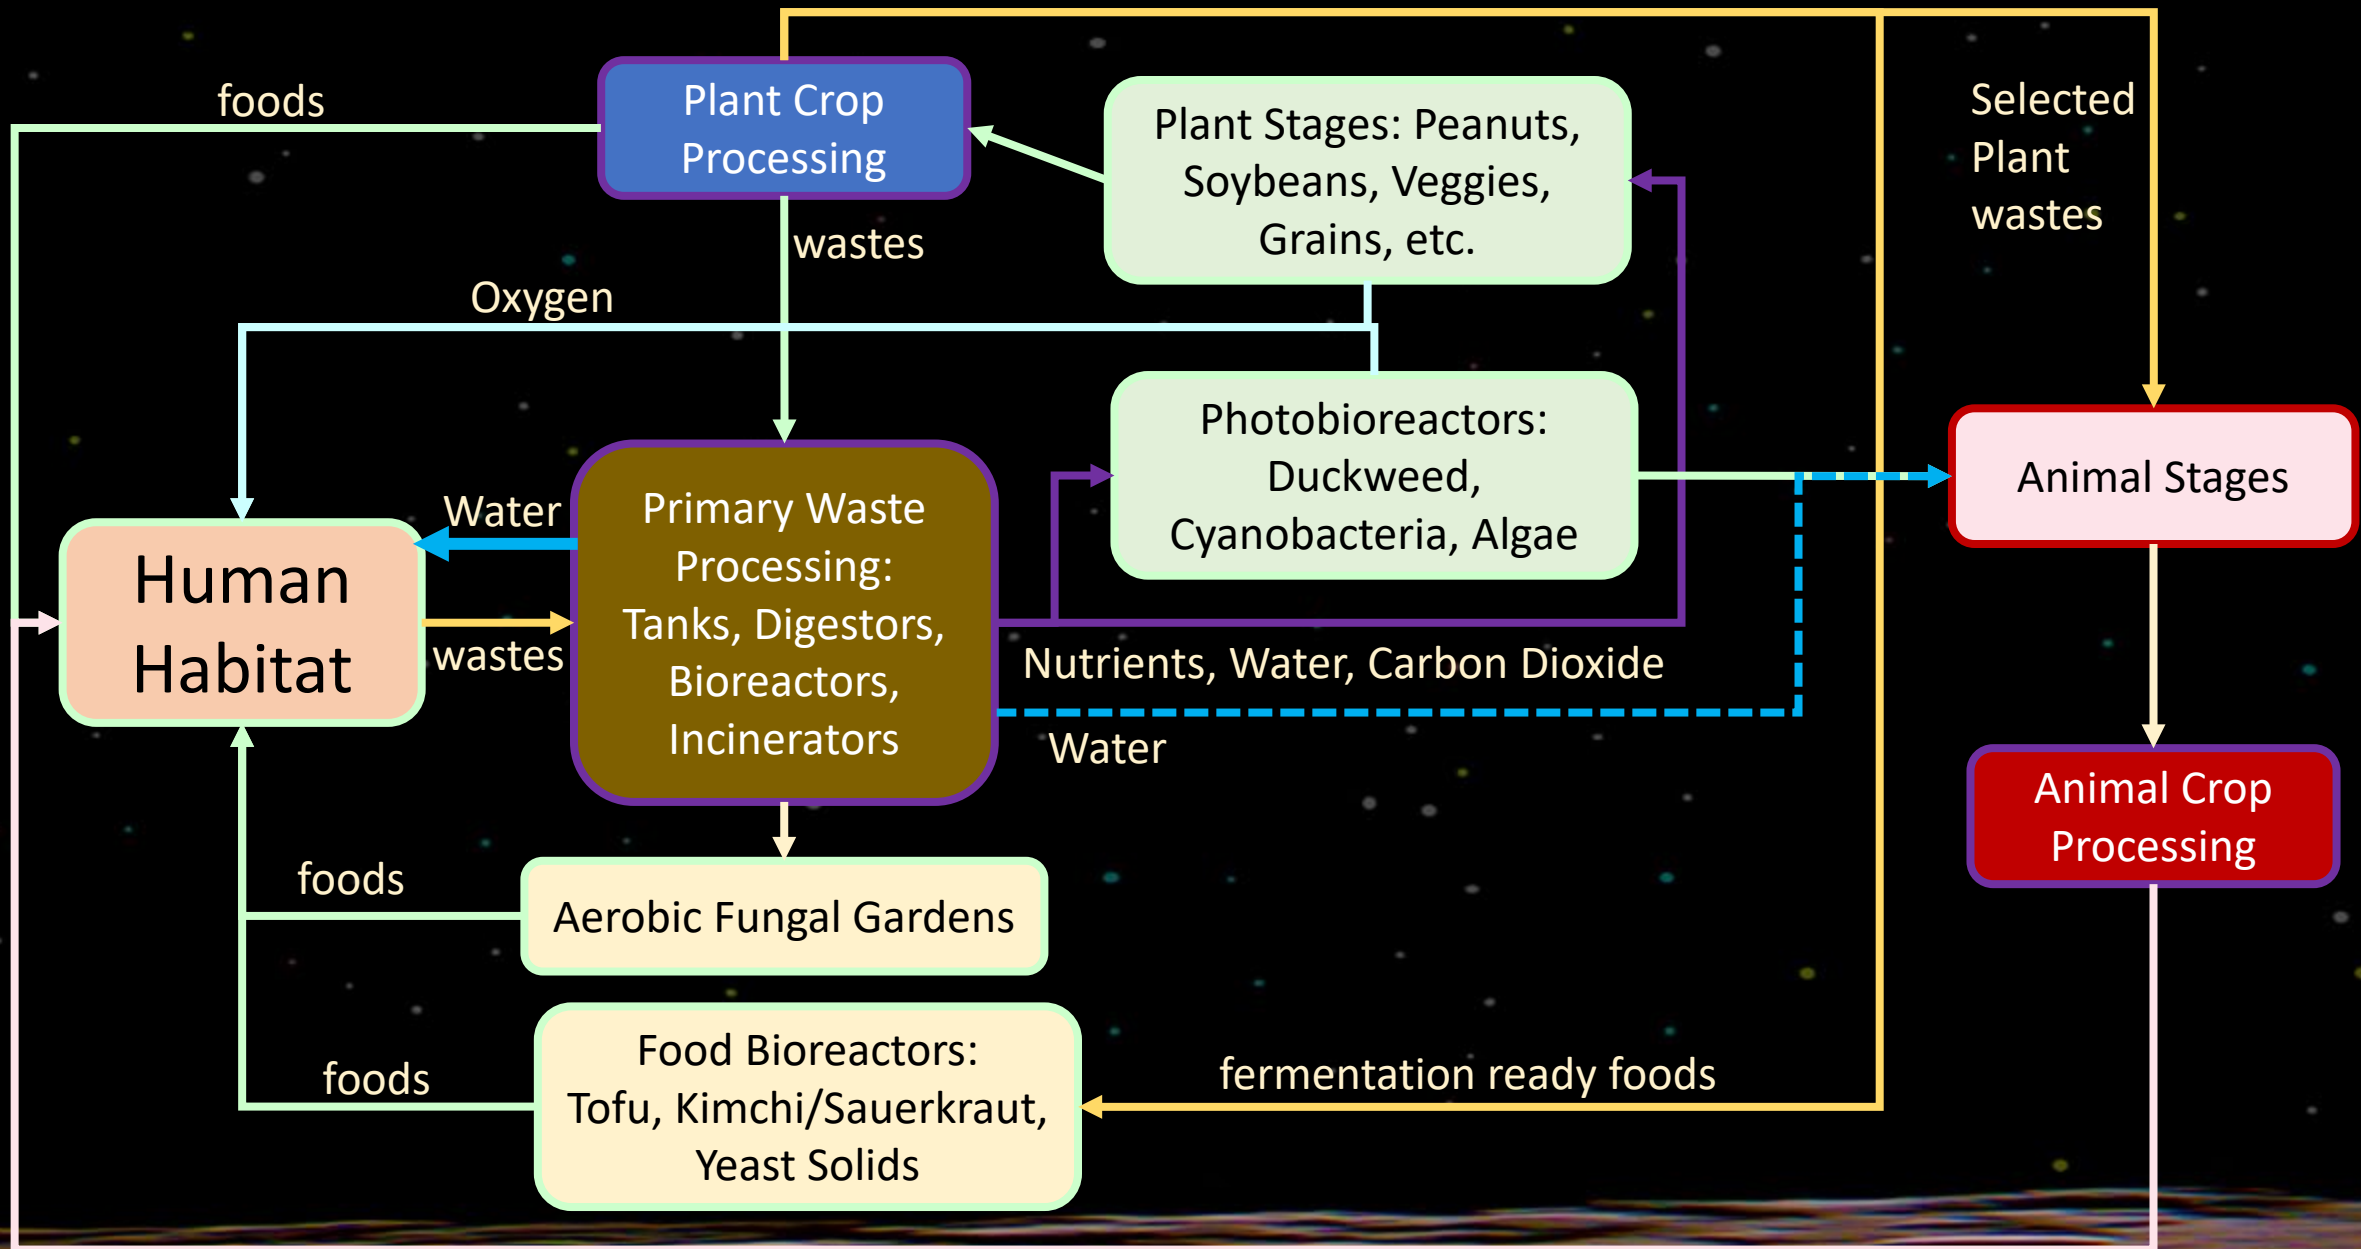 foods
Plant Crop
Processing
Plant Stages: Peanuts,
Soybeans, Veggies,
Grains, etc.
Selected
Plant
wastes
wastes
Oxygen
Photobioreactors:
Duckweed,
Cyanobacteria, Algae
Animal Stages
Water
Primary Waste
Processing:
Tanks, Digestors,
Bioreactors,
Incinerators
Human
Habitat
wastes
Nutrients, Water, Carbon Dioxide
Water
Animal Crop
Processing
foods
Aerobic Fungal Gardens
Food Bioreactors:
Tofu, Kimchi/Sauerkraut,
Yeast Solids
foods
fermentation ready foods